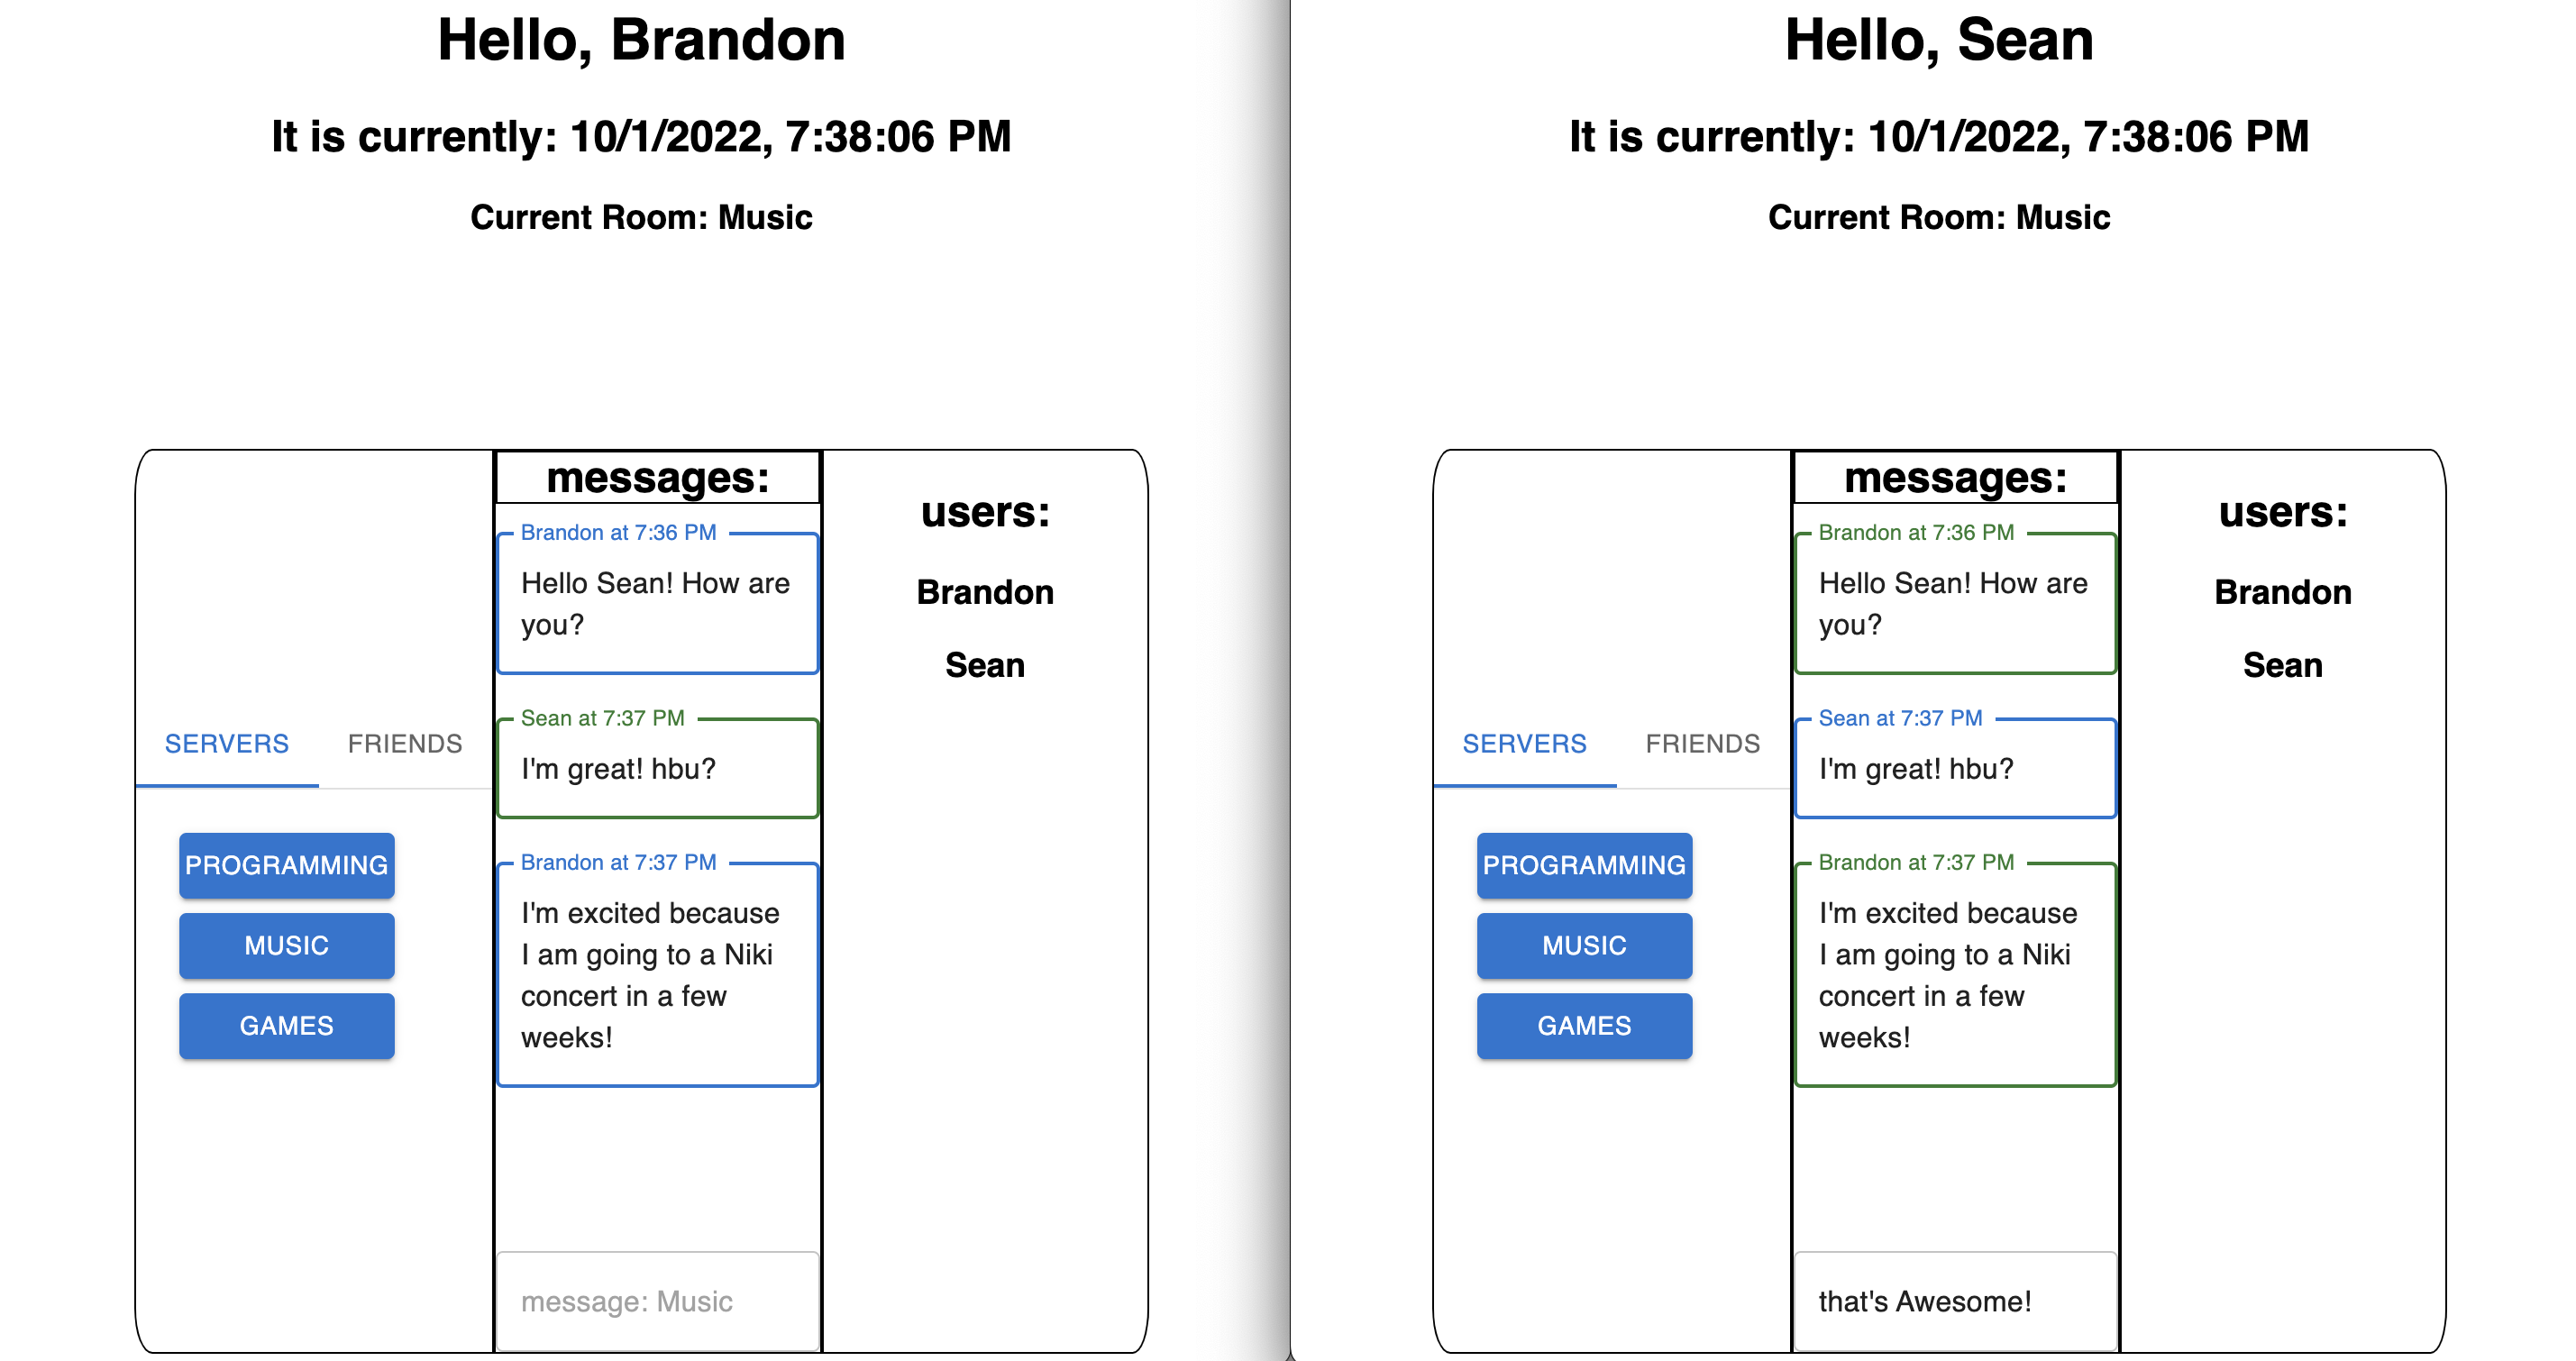 Hello, Brandon
It is currently: 10/1/2022, 7:38:06 PM
Current Room: Music
SERVERS
FRIENDS
PROGRAMMING
MUSIC
GAMES
messages:
Brandon at 7:36 PM
Hello Sean! How are
you?
Sean at 7:37 PM
I'm great! hbu?
Brandon at 7:37 PM
I'm excited because
I am going to a Niki
concert in a few
weeks!
message: Music
users:
Brandon
Sean
Hello, Sean
It is currently: 10/1/2022, 7:38:06 PM
Current Room: Music
SERVERS
FRIENDS
PROGRAMMING
MUSIC
GAMES
messages:
Brandon at 7:36 PM
Hello Sean! How are
you?
Sean at 7:37 PM
I'm great! hbu?
Brandon at 7:37 PM
I'm excited because
I am going to a Niki
concert in a few
weeks!
that's Awesome!
users:
Brandon
Sean